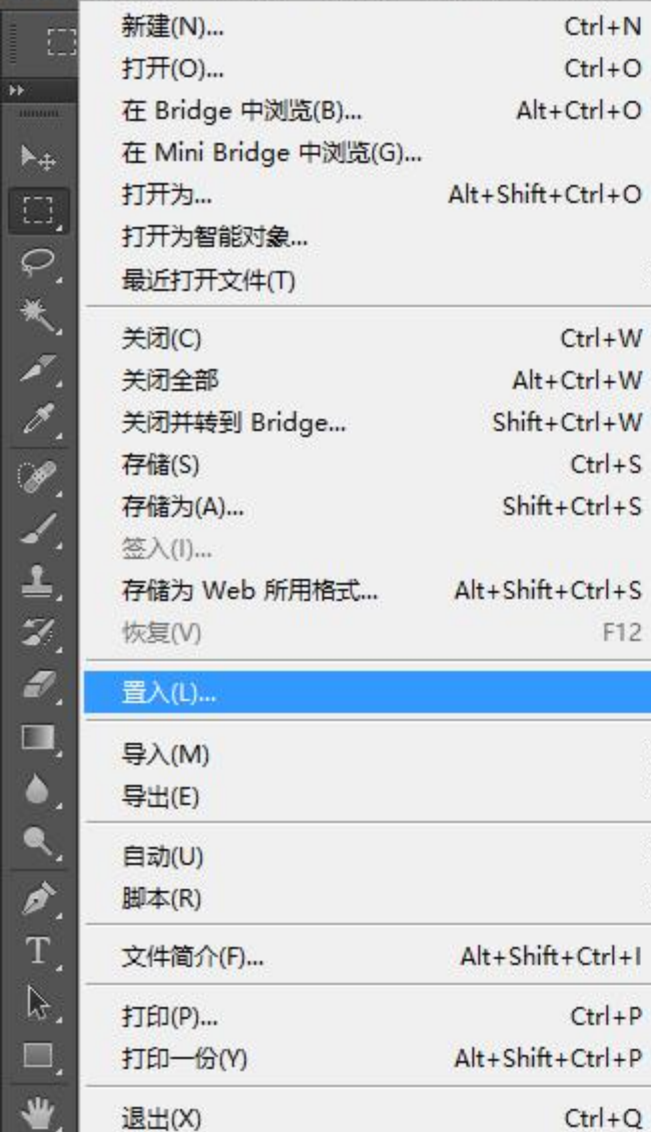 新建(N)... Ctrl+N
打开(O)... Ctrl+O
在 Bridge 中浏览(B)... Alt+Ctrl+O
在 Mini Bridge 中浏览(G)...
打开为... Alt+Shift+Ctrl+O
打开为智能对象...
最近打开文件(T)
关闭(C) Ctrl+W
关闭全部 Alt+Ctrl+W
关闭并转到 Bridge... Shift+Ctrl+W
存储(S) Ctrl+S
存储为(A)... Shift+Ctrl+S
签入(I)...
存储为 Web 所用格式... Alt+Shift+Ctrl+S
恢复(V) F12
置入(L)...
导入(M)
导出(E)
自动(U)
脚本(R)
文件简介(F)... Alt+Shift+Ctrl+I
打印(P)... Ctrl+P
打印一份(Y) Alt+Shift+Ctrl+P
退出(X) Ctrl+Q